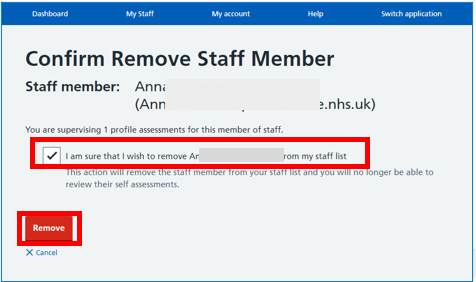 Dashboard My Staff My account Help Switch application
Confirm Remove Staff Member
Staff member: Anna
(Ann e.nhs.uk)
You are supervising 1 profile assessments for this member of staff.
I am sure that I wish to remove An rom my staff list
This action will remove the staff member from your staff list and you will no longer be able to
review their self assessments.
Remove
Cancel